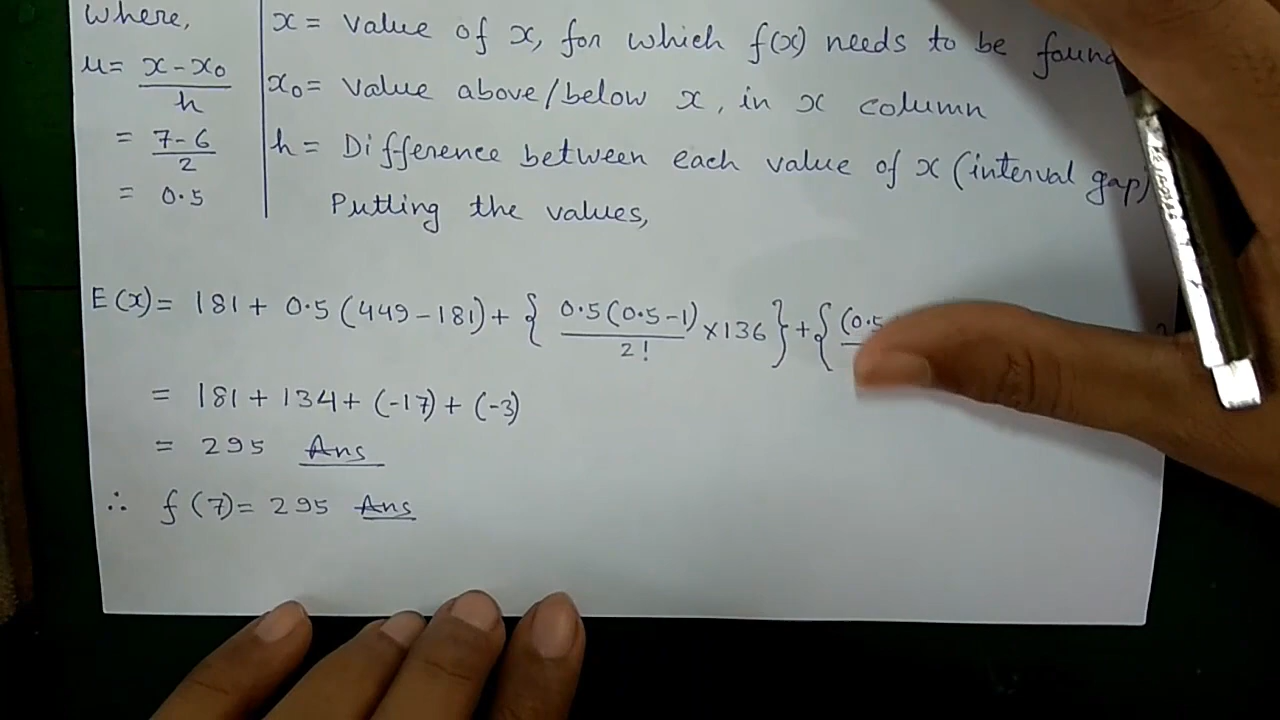 where,
u = x - x₀ / h
= 7 - 6 / 2
= 0.5
x = value of x, for which f(x) needs to be found
x₀ = value above/below x, in x column
h = Difference between each value of x (interval gap)
Putting the values,
E(x) = 181 + 0.5 (449 - 181) + { 0.5 (0.5 - 1) / 2! × 136 } + { (0.5
= 181 + 134 + (-17) + (-3)
= 295 Ans
∴ f(7) = 295 Ans